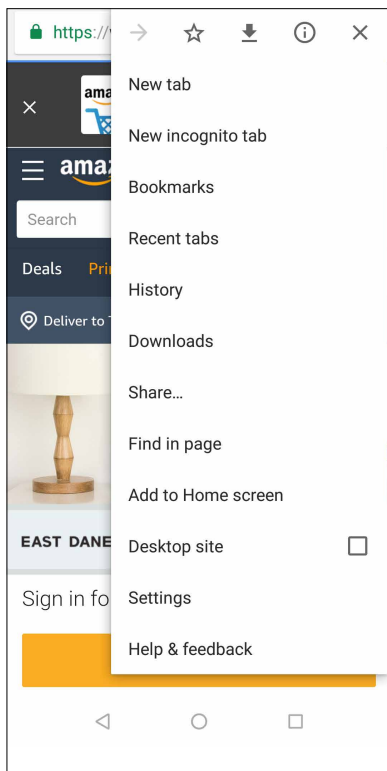 https://
New tab
New incognito tab
Bookmarks
Recent tabs
History
Downloads
Share...
Find in page
Add to Home screen
Desktop site
Settings
Help & feedback
Search
Deals
Deliver to
EAST DANE
Sign in fo